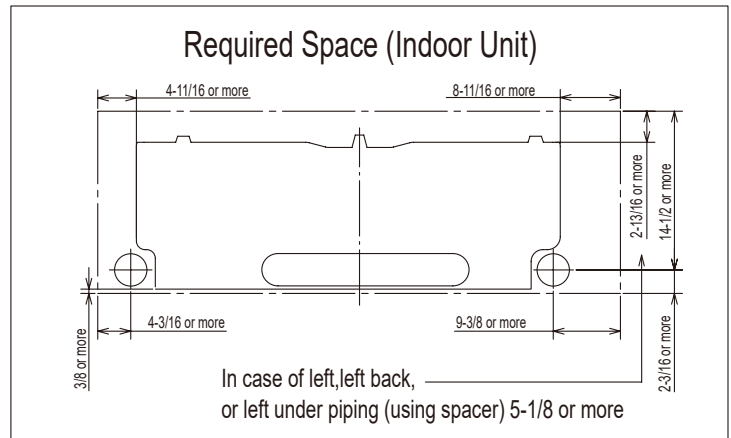 Required Space (Indoor Unit)
4-11/16 or more
8-11/16 or more
2-13/16 or more
14-1/2 or more
3/8 or more
4-3/16 or more
9-3/8 or more
2-3/16 or more
In case of left,left back,
or left under piping (using spacer) 5-1/8 or more